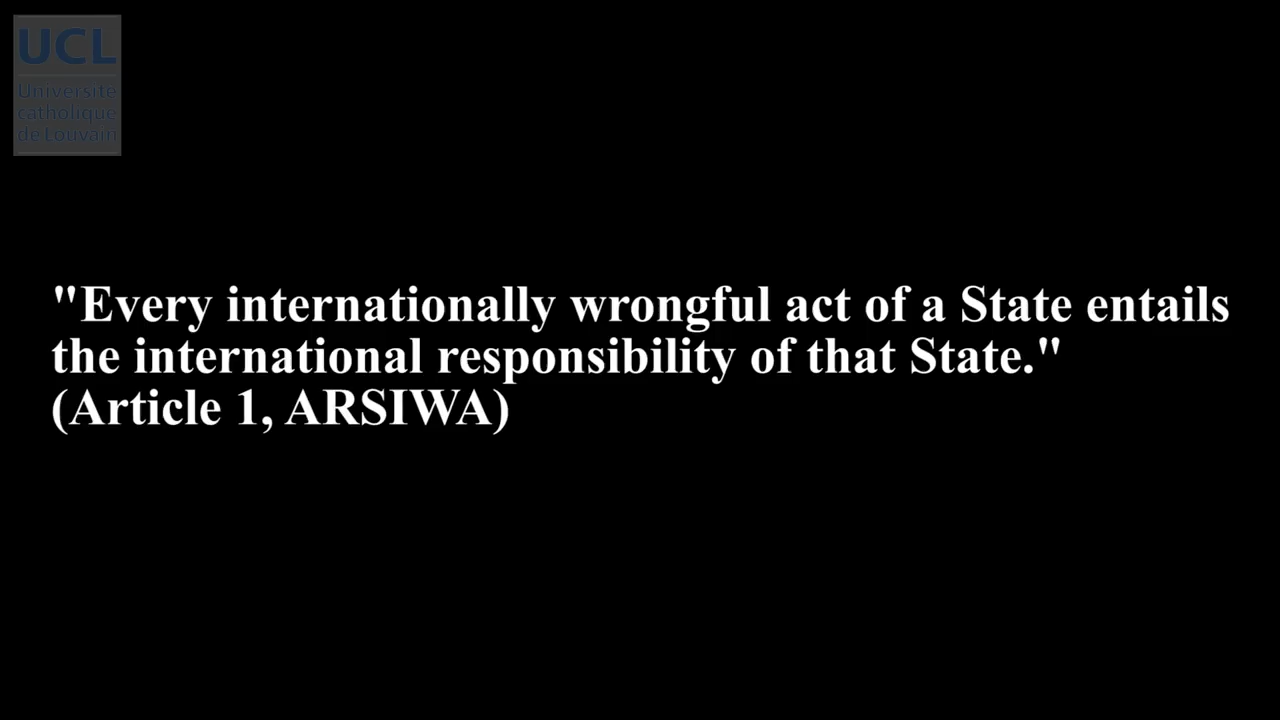 UCL
Université
catholique
de Louvain
"Every internationally wrongful act of a State entails
the international responsibility of that State."
(Article 1, ARSIWA)